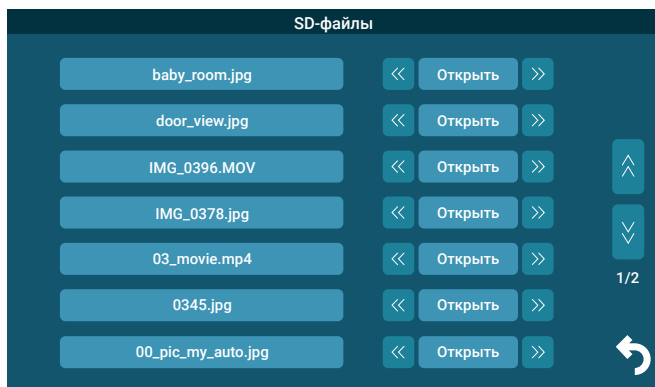 SD-файлы
baby_room.jpg Открыть
door_view.jpg Открыть
IMG_0396.MOV Открыть
IMG_0378.jpg Открыть
03_movie.mp4 Открыть
1/2
0345.jpg Открыть
00_pic_my_auto.jpg Открыть